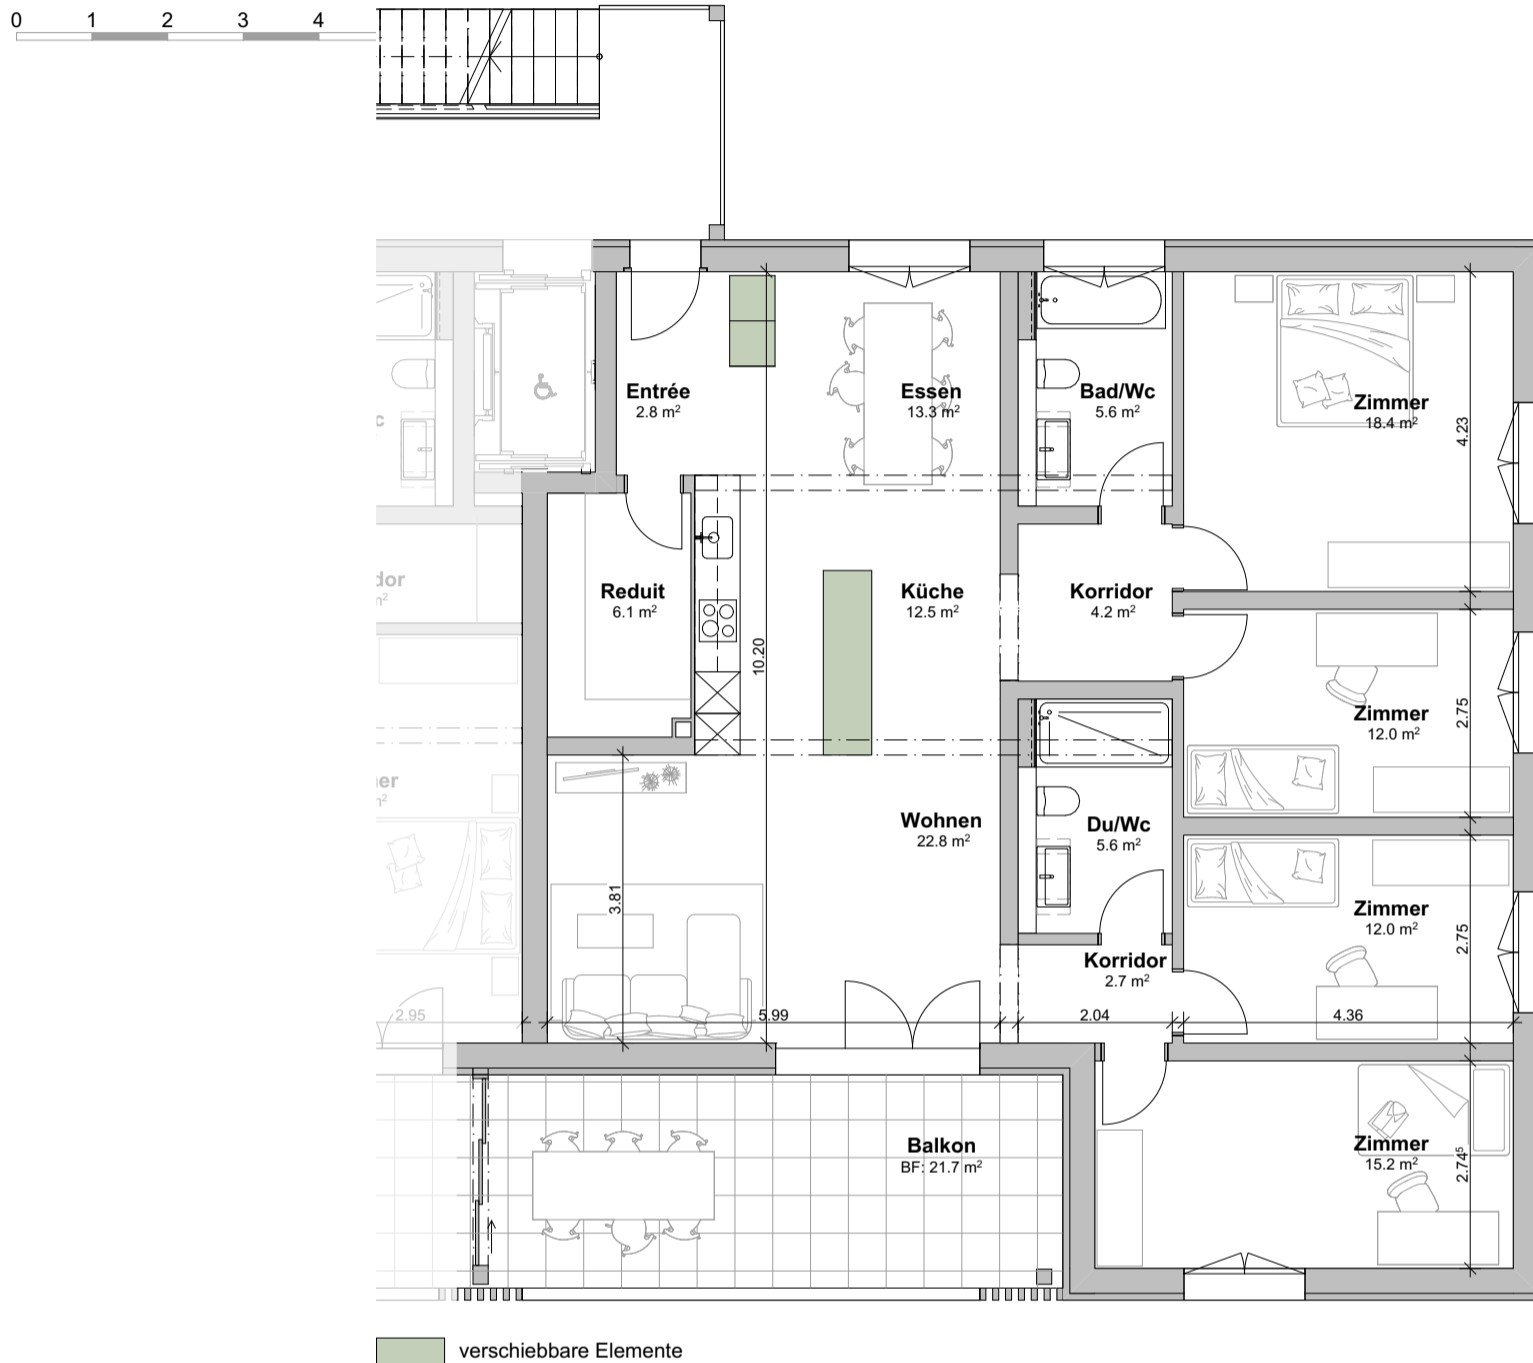 0 1 2 3 4
Entrée
2.8 m²
Essen
13.3 m²
Bad/Wc
5.6 m²
Zimmer
18.4 m²
4.23
c
dor
m²
Reduit
6.1 m²
Küche
12.5 m²
Korridor
4.2 m²
10.20
Zimmer
12.0 m²
2.75
er
m²
Wohnen
22.8 m²
Du/Wc
5.6 m²
3.81
Zimmer
12.0 m²
2.75
Korridor
2.7 m²
2.95 5.99 2.04 4.36
Balkon
BF: 21.7 m²
Zimmer
15.2 m²
2.74⁵
verschiebbare Elemente